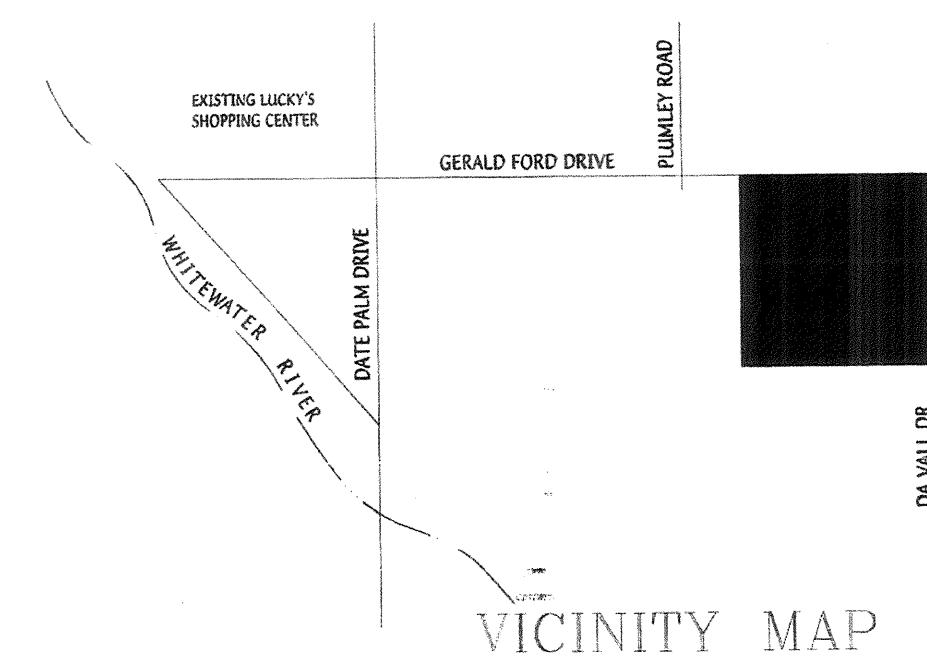 EXISTING LUCKY'S
SHOPPING CENTER
PLUMLEY ROAD
GERALD FORD DRIVE
DATE PALM DRIVE
WHITEWATER RIVER
DA VALL DR
VICINITY MAP